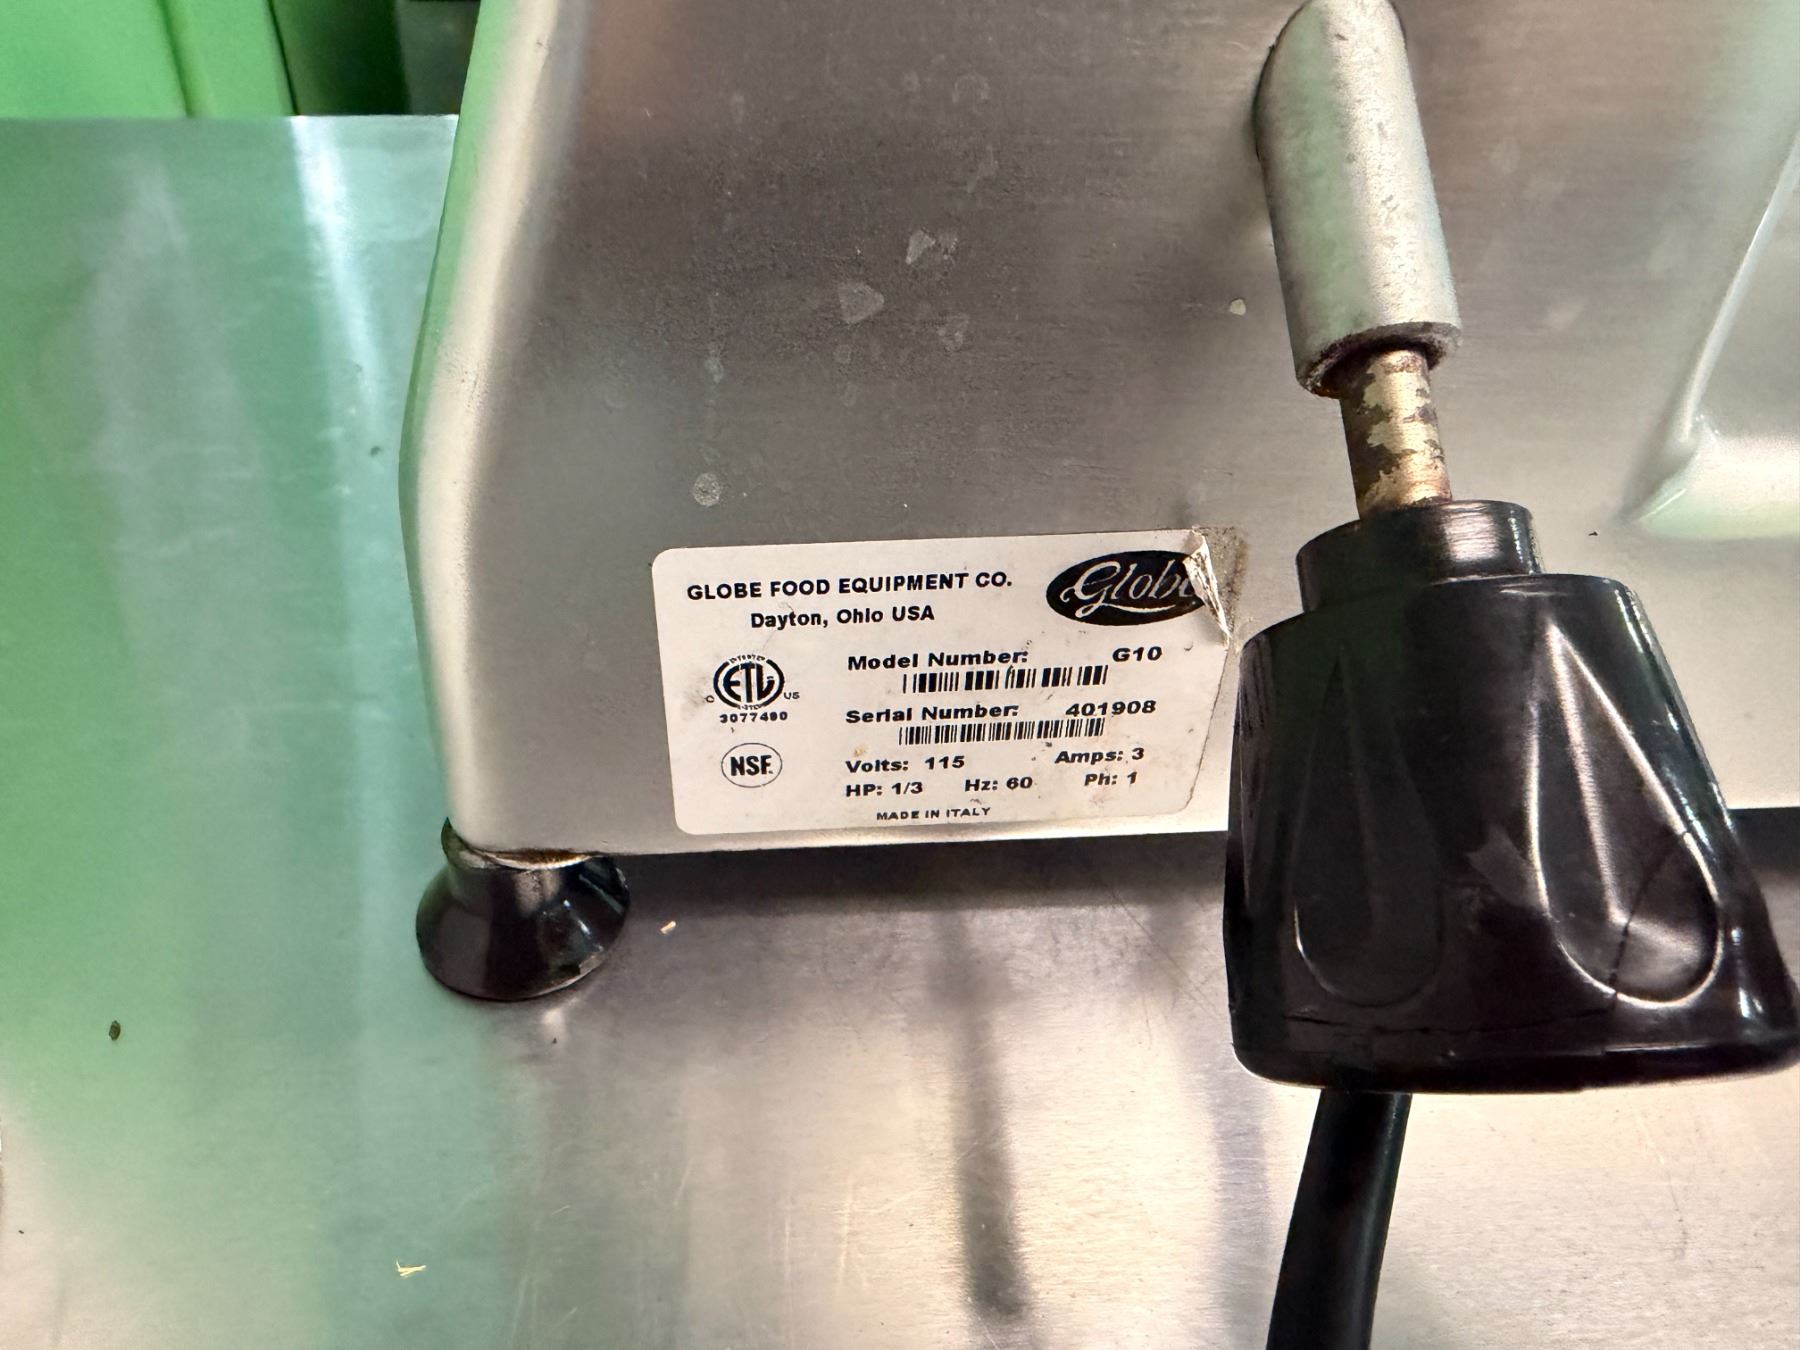 GLOBE FOOD EQUIPMENT CO.
Dayton, Ohio USA
Globe
ETL
C US
3077490
NSF.
Model Number: G10
Serial Number: 401908
Volts: 115 Amps: 3
HP: 1/3 Hz: 60 Ph: 1
MADE IN ITALY